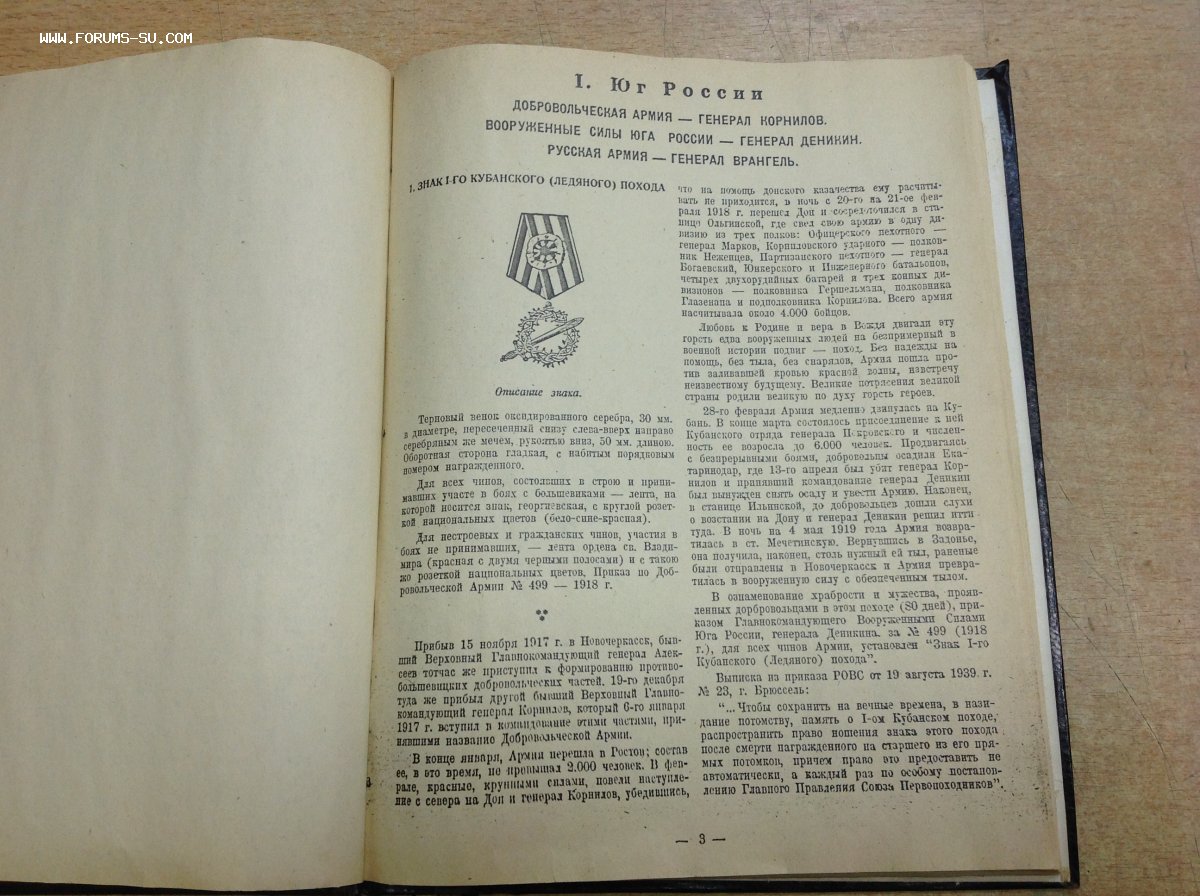 WWW.FORUMS-SU.COM
I. Юг России
ДОБРОВОЛЬЧЕСКАЯ АРМИЯ — ГЕНЕРАЛ КОРНИЛОВ.
ВООРУЖЕННЫЕ СИЛЫ ЮГА РОССИИ — ГЕНЕРАЛ ДЕНИКИН.
РУССКАЯ АРМИЯ — ГЕНЕРАЛ ВРАНГЕЛЬ.
1. ЗНАК I-ГО КУБАНСКОГО (ЛЕДЯНОГО) ПОХОДА
Описание знака.
Терновый венок оксидированного серебра, 30 мм.
в диаметре, пересеченный снизу слева-вверх направо
серебряным же мечем, рукоятью вниз, 50 мм. длиною.
Оборотная сторона гладкая, с набитым порядковым
номером награжденного.
Для всех чинов, состоявших в строю и прини-
мавших участе в боях с большевиками — лента, на
которой носится знак, георгиевская, с круглой розет-
кой национальных цветов (бело-сине-красная).
Для нестроевых и гражданских чинов, участия в
боях не принимавших, — лента ордена св. Влади-
мира (красная с двумя черными полосами) и с такою
же розеткой национальных цветов. Приказ по Доб-
ровольческой Армии № 499 — 1918 г.
Прибыв 15 ноября 1917 г. в Новочеркасск, быв-
ший Верховный Главнокомандующий генерал Алек-
сеев тотчас же приступил к формированию противо-
большевицких добровольческих частей. 19-го декабря
туда же прибыл другой бывший Верховный Главно-
командующий генерал Корнилов, который 6-го января
1917 г. вступил в командование этими частями, при-
нявшими название Добровольческой Армии.
В конце января, Армия перешла в Ростов; состав
ее, в это время, не превышал 2.000 человек. В фев-
рале, красные, крупными силами, повели наступле-
ние с севера на Дон и генерал Корнилов, убедившись,
что на помощь донского казачества ему расчиты-
вать не приходится, в ночь с 20-го на 21-ое фев-
раля 1918 г. перешел Дон и сосредоточился в ста-
нице Ольгинской, где свел свою армию в одну ди-
визию из трех полков: Офицерского пехотного —
генерал Марков, Корниловского ударного — полков-
ник Неженцев, Партизанского пехотного — генерал
Богаевский, Юнкерского и Инженерного батальонов,
четырех двухорудийных батарей и трех конных ди-
визионов — полковника Гершельмана, полковника
Глазенапа и подполковника Корнилова. Всего армия
насчитывала около 4.000 бойцов.
Любовь к Родине и вера в Вождя двигали эту
горсть едва вооруженных людей на безпримерный в
военной истории подвиг — поход. Без надежды на
помощь, без тыла, без снарядов, Армия пошла про-
тив заливавшей кровью красной волны, навстречу
неизвестному будущему. Великие потрясения великой
страны родили великую по духу горсть героев.
28-го февраля Армия медленно двинулась на Ку-
бань. В конце марта состоялось присоединение к ней
Кубанского отряда генерала Покровского и числен-
ность ее возросла до 6.000 человек. Продвигаясь
с безпрерывными боями, добровольцы осадили Ека-
таринодар, где 13-го апреля был убит генерал Кор-
нилов и принявший командование генерал Деникин
был вынужден снять осаду и увести Армию. Наконец,
в станице Ильинской, до добровольцев дошли слухи
о возстании на Дону и генерал Деникин решил итти
туда. В ночь на 4 мая 1919 года Армия возвра-
тилась в ст. Мечетинскую. Вернувшись в Задонье,
она получила, наконец, столь нужный ей тыл, раненые
были отправлены в Новочеркасск и Армия превра-
тилась в вооруженную силу с обезпеченным тылом.
В ознаменование храбрости и мужества, прояв-
ленных дорбровольцами в этом походе (80 дней), при-
казом Главнокомандующего Вооруженными Силами
Юга России, генерала Деникина. за № 499 (1918
г.), для всех чинов Армии, установлен "Знак I-го
Кубанского (Ледяного) похода".
Выписка из приказа РОВС от 19 августа 1939 г.
№ 23, г. Брюссель:
"...Чтобы сохранить на вечные времена, в нази-
дание потомству, память о I-ом Кубанском походе,
распространить право ношения знака этого похода
после смерти награжденного на старшего из его пря-
мых потомков, причем право это предоставить не
автоматически, а каждый раз по особому постанов-
лению Главного Правления Союза Первопоходников".
— 3 —